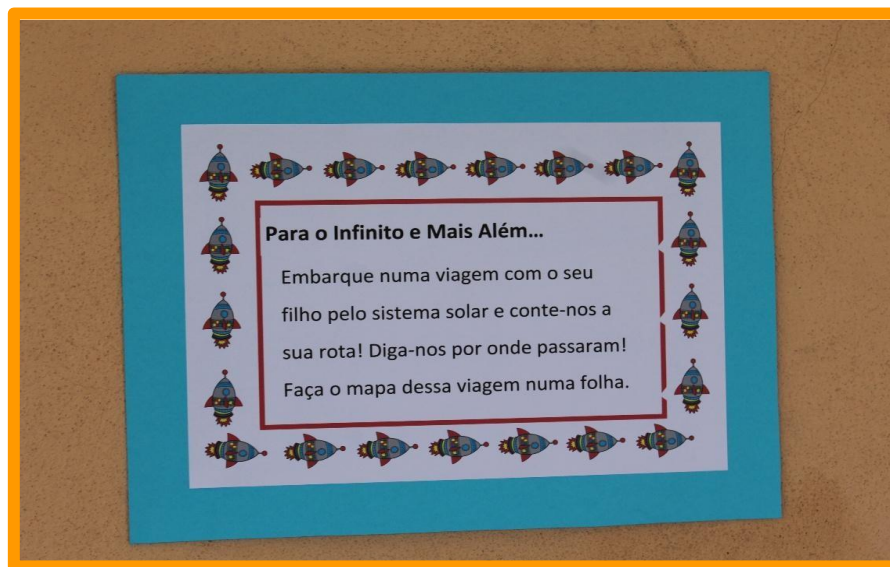 Para o Infinito e Mais Além...
Embarque numa viagem com o seu
filho pelo sistema solar e conte-nos a
sua rota! Diga-nos por onde passaram!
Faça o mapa dessa viagem numa folha.